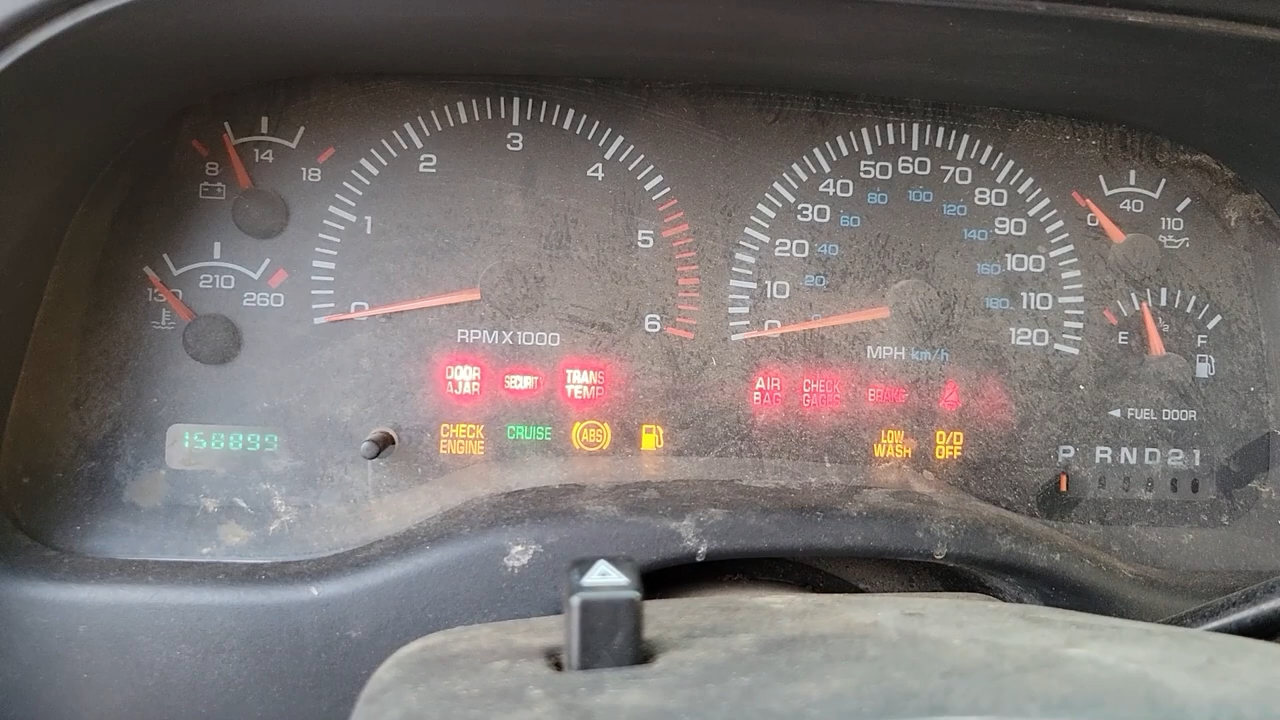 8 14 18
130 210 260
0 1 2 3 4 5 6
RPM X 1000
0 10 20 30 40 50 60 70 80 90 100 110 120
20 40 60 80 100 120 140 160 180
MPH km/h
0 40 110
E 1/2 F
DOOR
AJAR
SECURITY
TRANS
TEMP
AIR
BAG
CHECK
GAGES
BRAKE
CHECK
ENGINE
CRUISE
ABS
LOW
WASH
O/D
OFF
◄ FUEL DOOR
P R N D 2 1